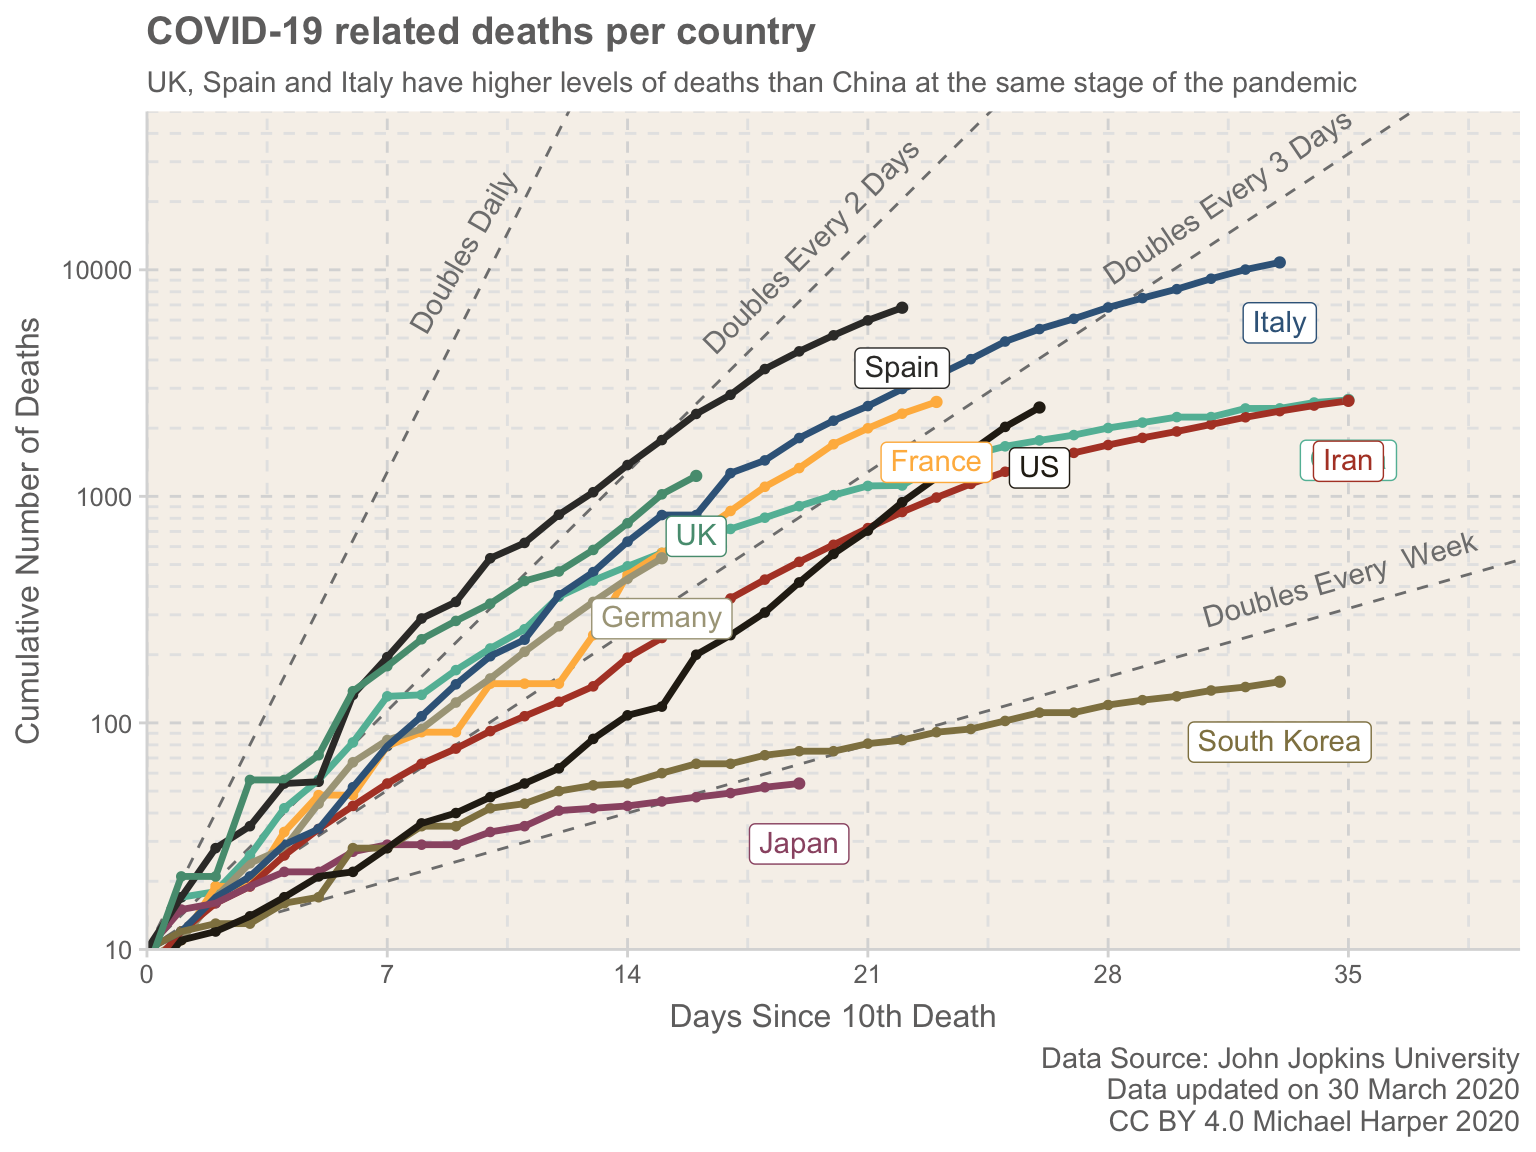 COVID-19 related deaths per country
UK, Spain and Italy have higher levels of deaths than China at the same stage of the pandemic
Cumulative Number of Deaths
10000
1000
100
10
Doubles Daily
Doubles Every 2 Days
Doubles Every 3 Days
Doubles Every Week
Italy
Spain
France
US
Iran
UK
Germany
South Korea
Japan
0
7
14
21
28
35
Days Since 10th Death
Data Source: John Jopkins University
Data updated on 30 March 2020
CC BY 4.0 Michael Harper 2020